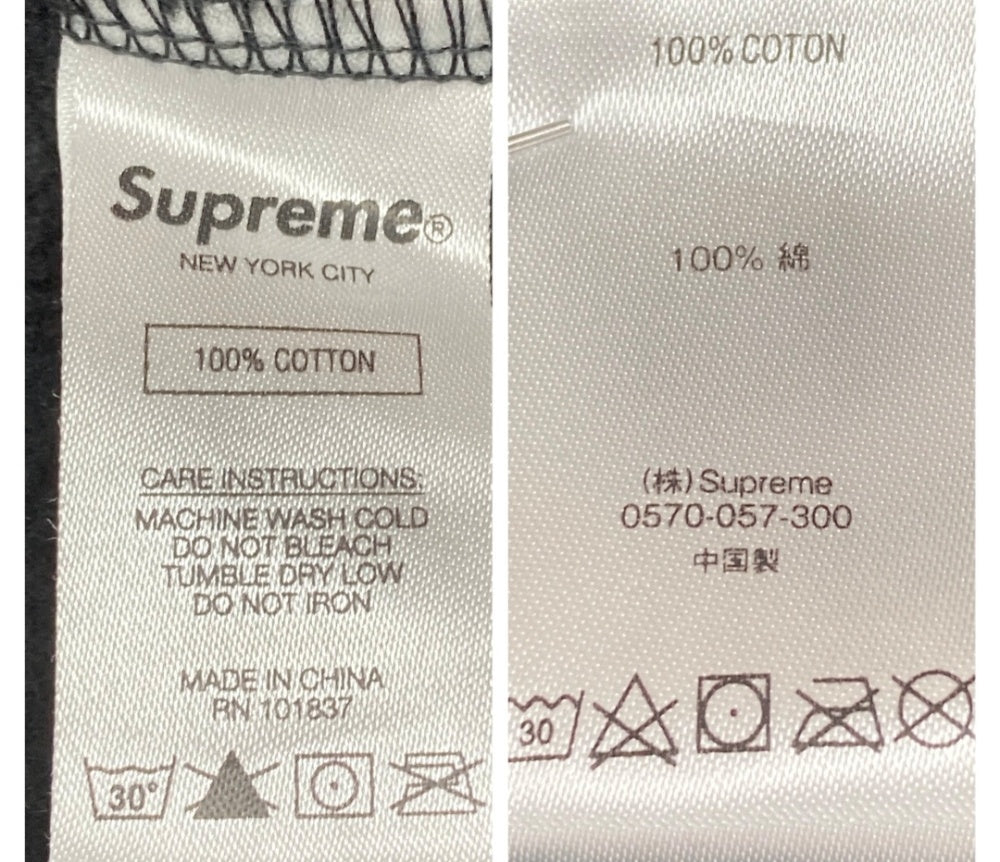 Supreme®
NEW YORK CITY
100% COTTON
CARE INSTRUCTIONS:
MACHINE WASH COLD
DO NOT BLEACH
TUMBLE DRY LOW
DO NOT IRON
MADE IN CHINA
RN 101837
30°
100% COTON
100% 綿
(株)Supreme
0570-057-300
中国製
30